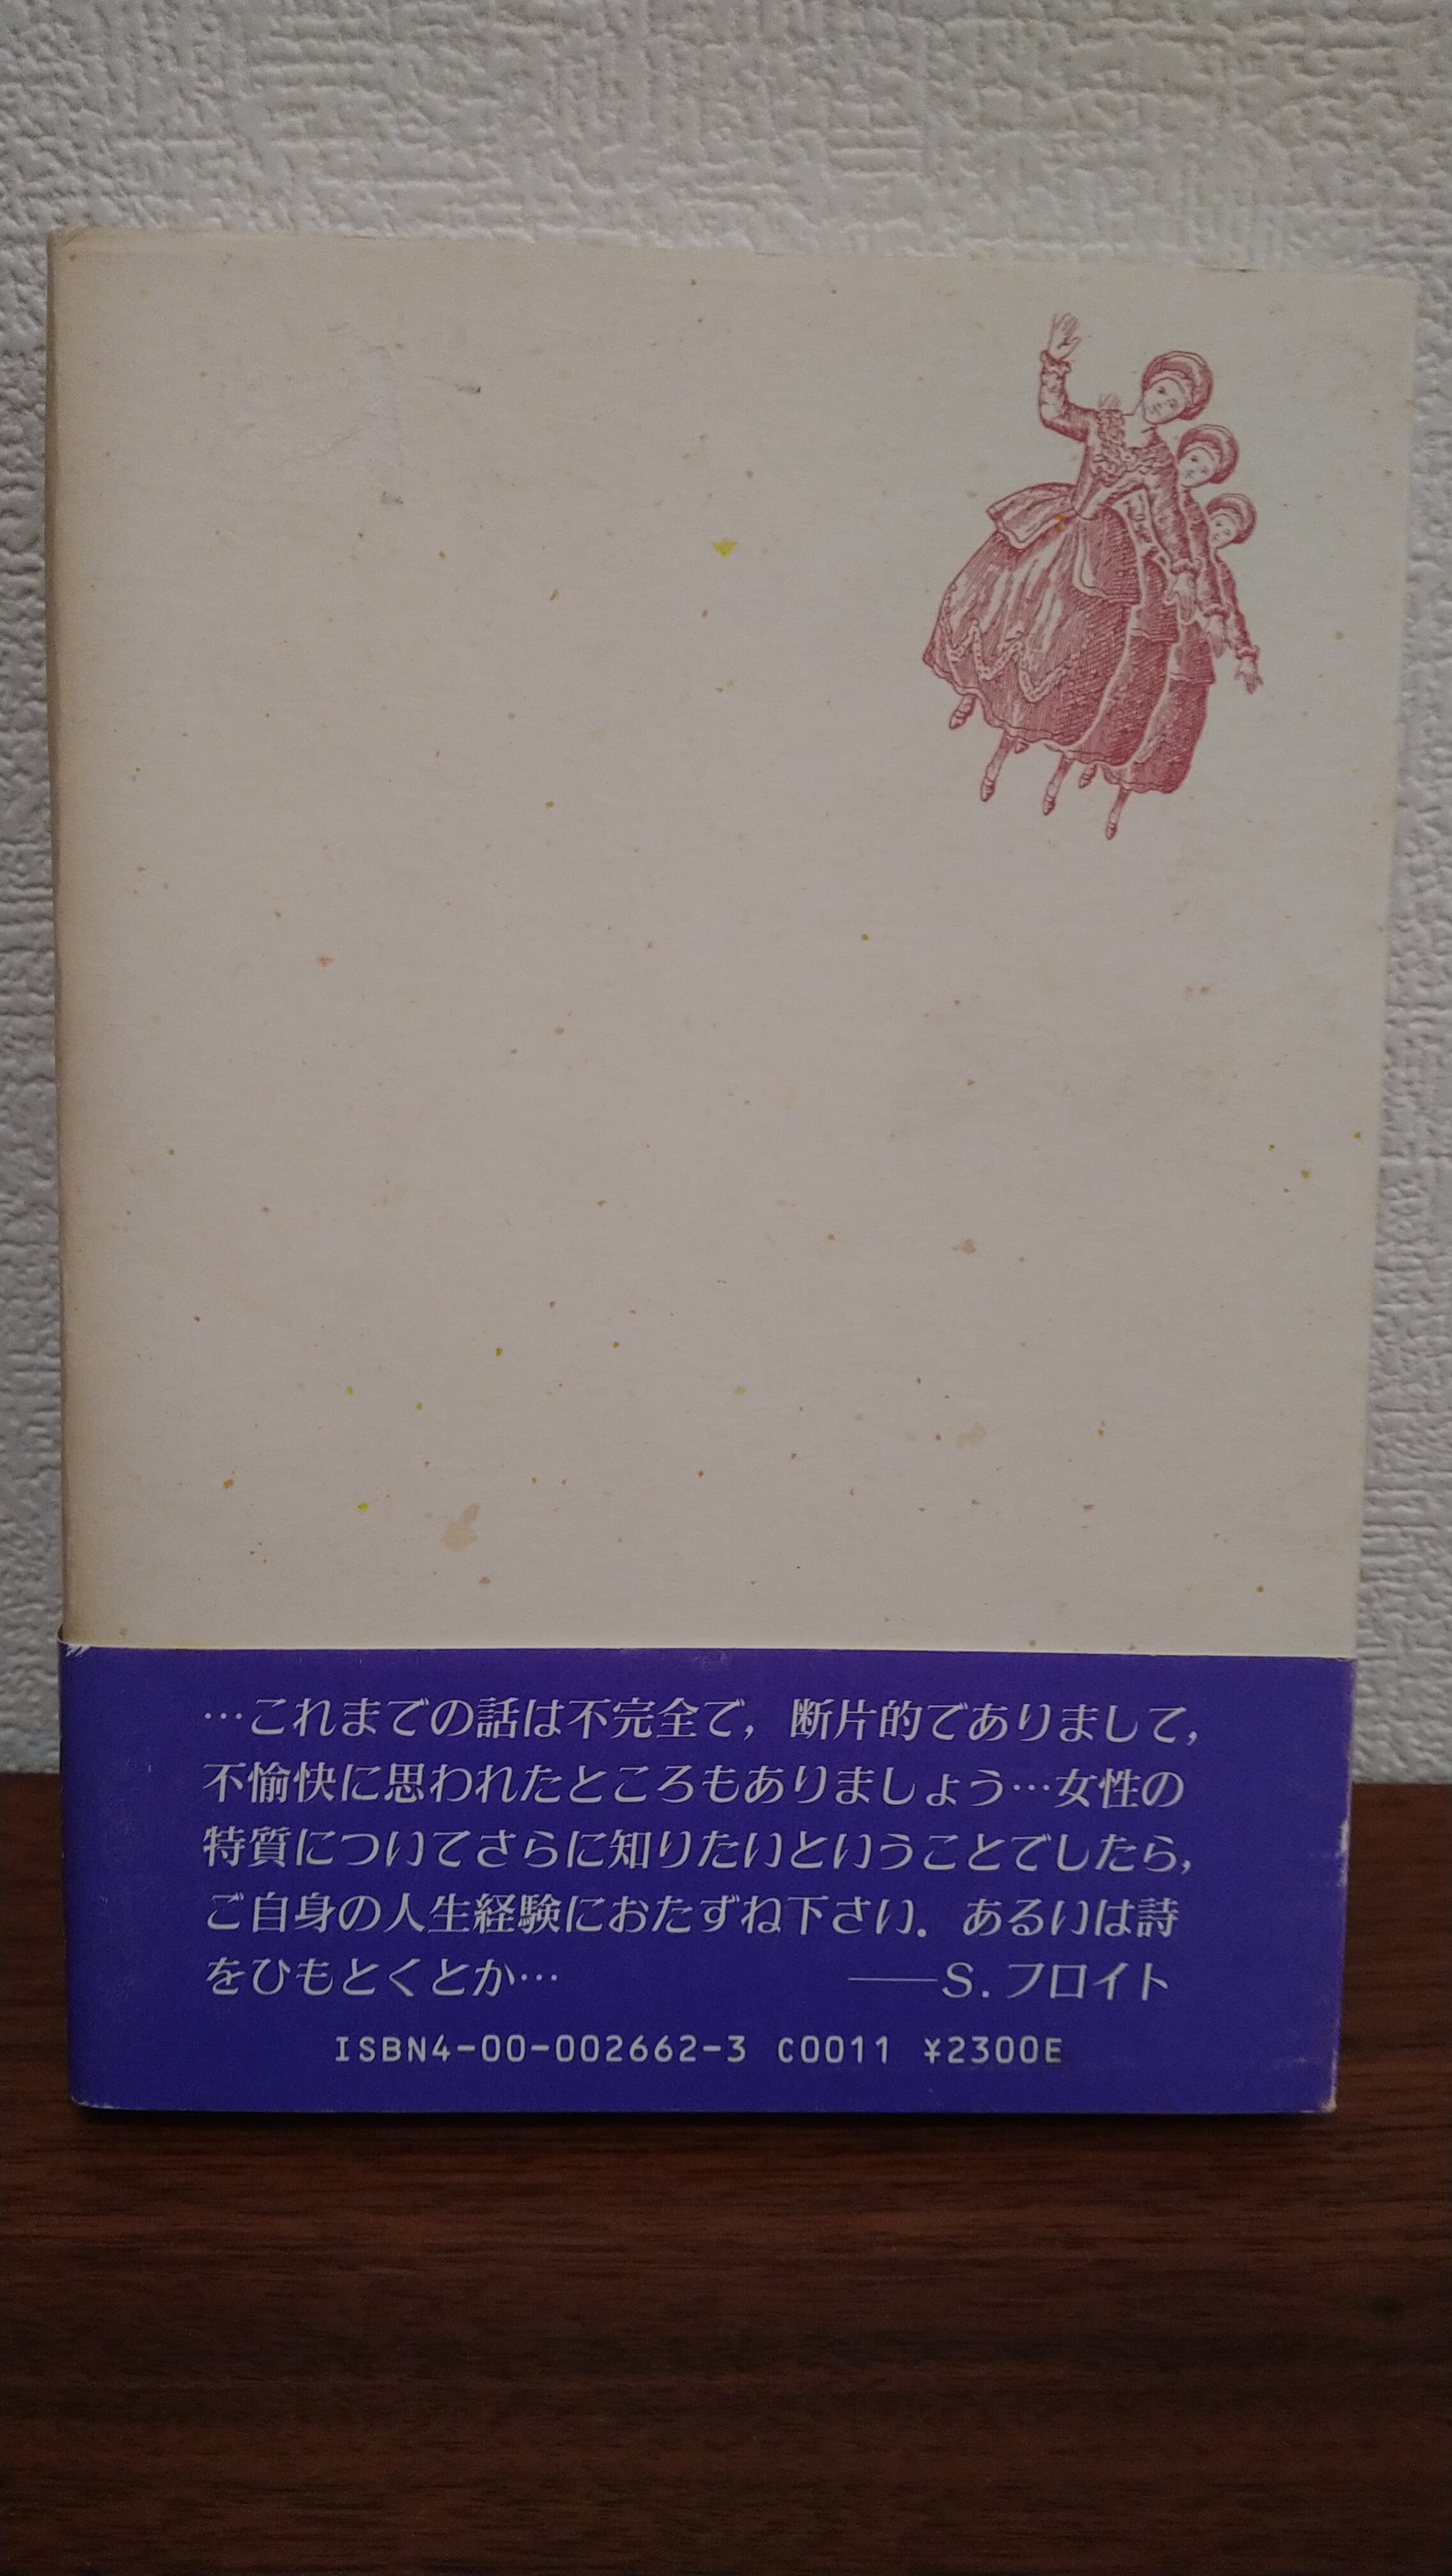 …これまでの話は不完全で，断片的でありまして，
不愉快に思われたところもありましょう…女性の
特質についてさらに知りたいということでしたら，
ご自身の人生経験におたずね下さい．あるいは詩
をひもとくとか… ――S.フロイト
ISBN4-00-002662-3 C0011 ¥2300E